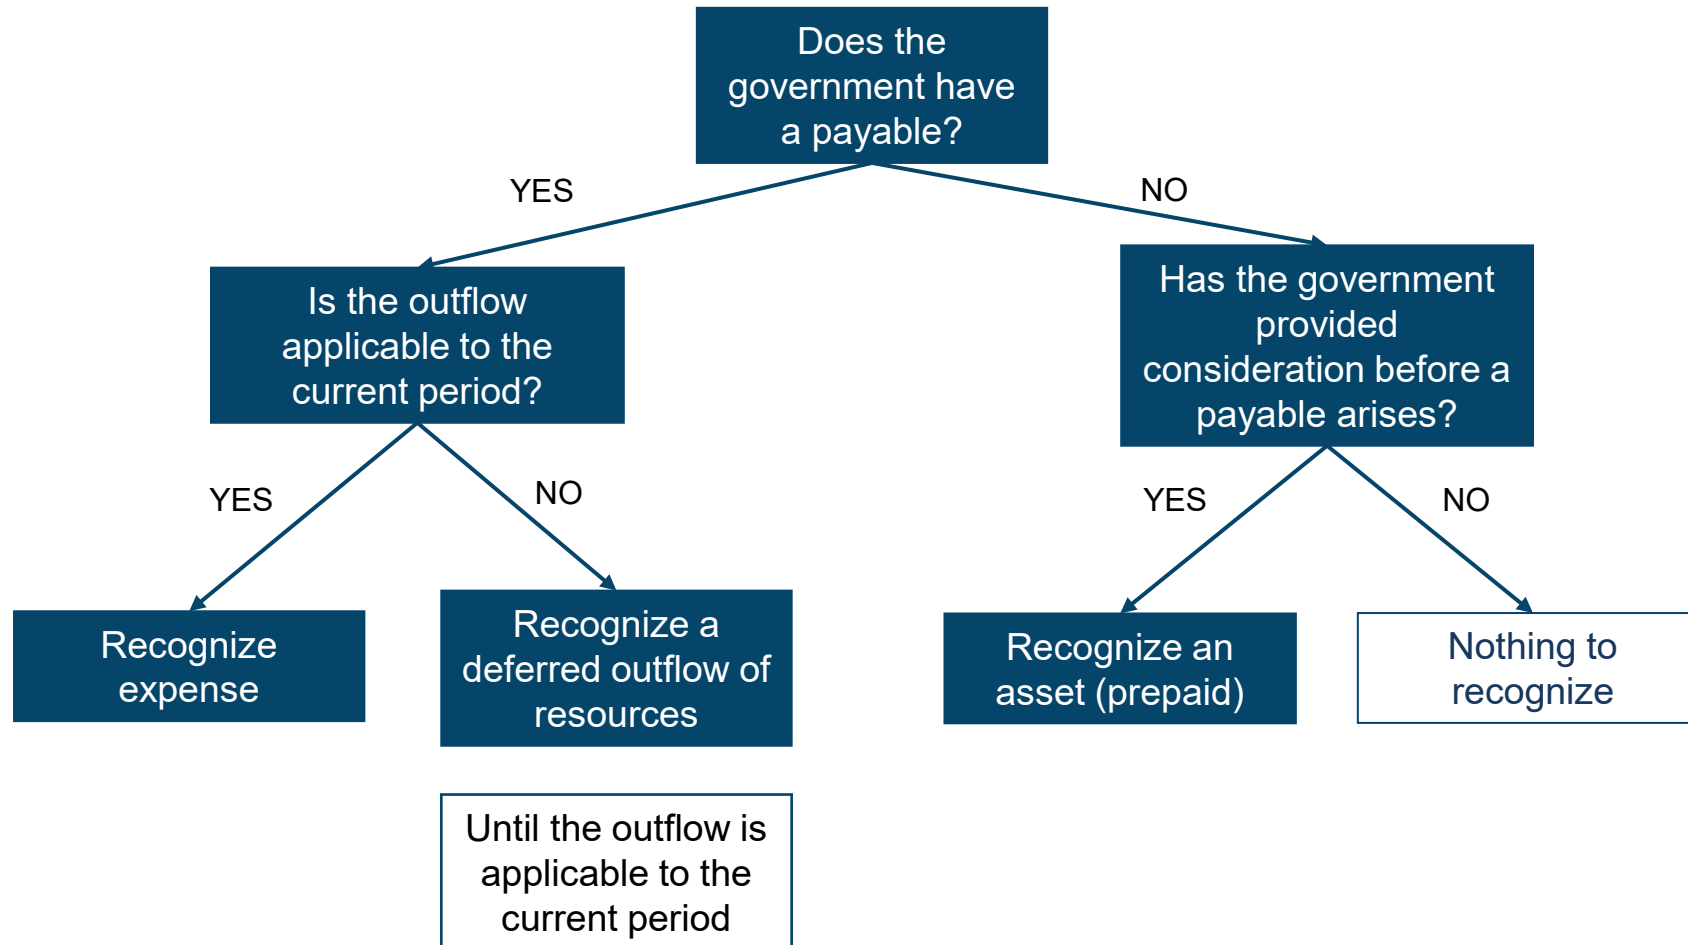 Does the
government have
a payable?
YES
NO
Is the outflow
applicable to the
current period?
Has the government
provided
consideration before a
payable arises?
YES
NO
YES
NO
Recognize
expense
Recognize a
deferred outflow of
resources
Recognize an
asset (prepaid)
Nothing to
recognize
Until the outflow is
applicable to the
current period